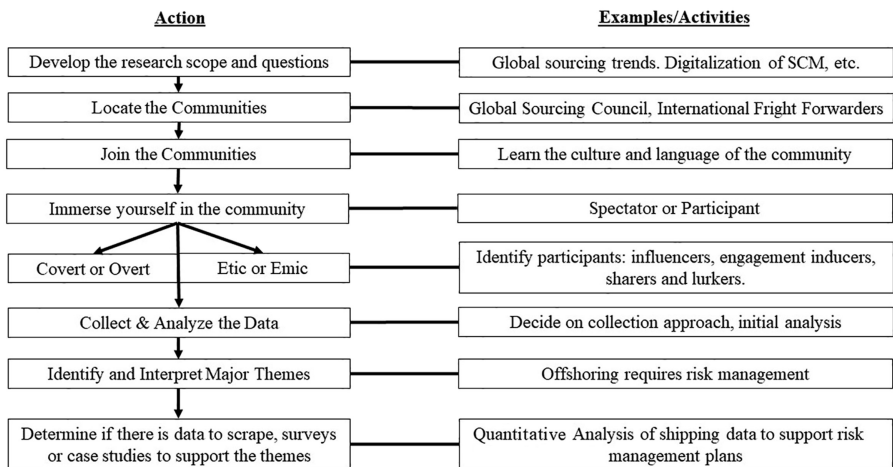 Action
Examples/Activities
Develop the research scope and questions
Global sourcing trends. Digitalization of SCM, etc.
Locate the Communities
Global Sourcing Council, International Fright Forwarders
Join the Communities
Learn the culture and language of the community
Immerse yourself in the community
Spectator or Participant
Covert or Overt
Etic or Emic
Identify participants: influencers, engagement inducers,
sharers and lurkers.
Collect & Analyze the Data
Decide on collection approach, initial analysis
Identify and Interpret Major Themes
Offshoring requires risk management
Determine if there is data to scrape, surveys
or case studies to support the themes
Quantitative Analysis of shipping data to support risk
management plans